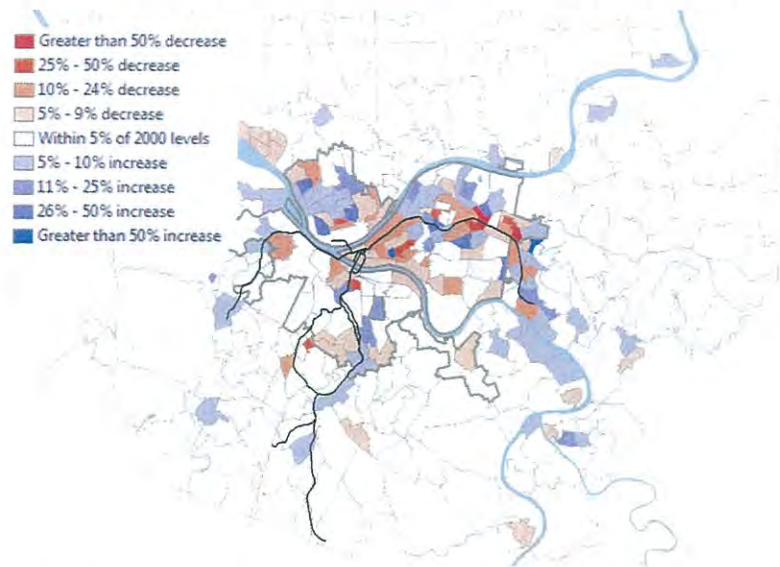 Greater than 50% decrease
25% - 50% decrease
10% - 24% decrease
5% - 9% decrease
Within 5% of 2000 levels
5% - 10% increase
11% - 25% increase
26% - 50% increase
Greater than 50% increase